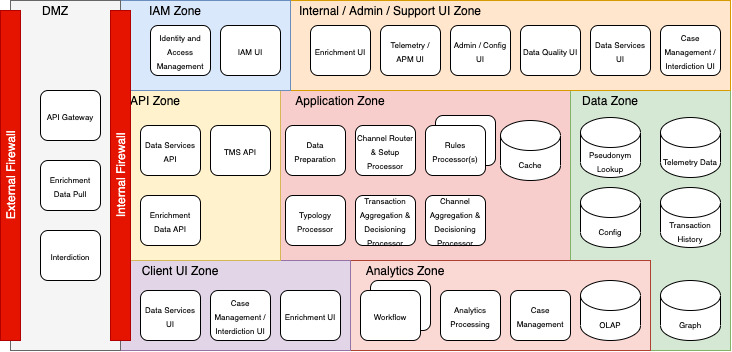 DMZ
IAM Zone
Internal / Admin / Support UI Zone
External Firewall
Internal Firewall
Identity and
Access
Management
IAM UI
Enrichment UI
Telemetry /
APM UI
Admin / Config
UI
Data Quality UI
Data Services
UI
Case
Management /
Interdiction UI
API Gateway
Enrichment
Data Pull
Interdiction
API Zone
Data Services
API
TMS API
Enrichment
Data API
Application Zone
Data
Preparation
Channel Router
& Setup
Processor
Rules
Processor(s)
Cache
Typology
Processor
Transaction
Aggregation &
Decisioning
Processor
Channel
Aggregation &
Decisioning
Processor
Data Zone
Pseudonym
Lookup
Telemetry Data
Config
Transaction
History
Client UI Zone
Data Services
UI
Case
Management /
Interdiction UI
Enrichment UI
Analytics Zone
Workflow
Analytics
Processing
Case
Management
OLAP
Graph